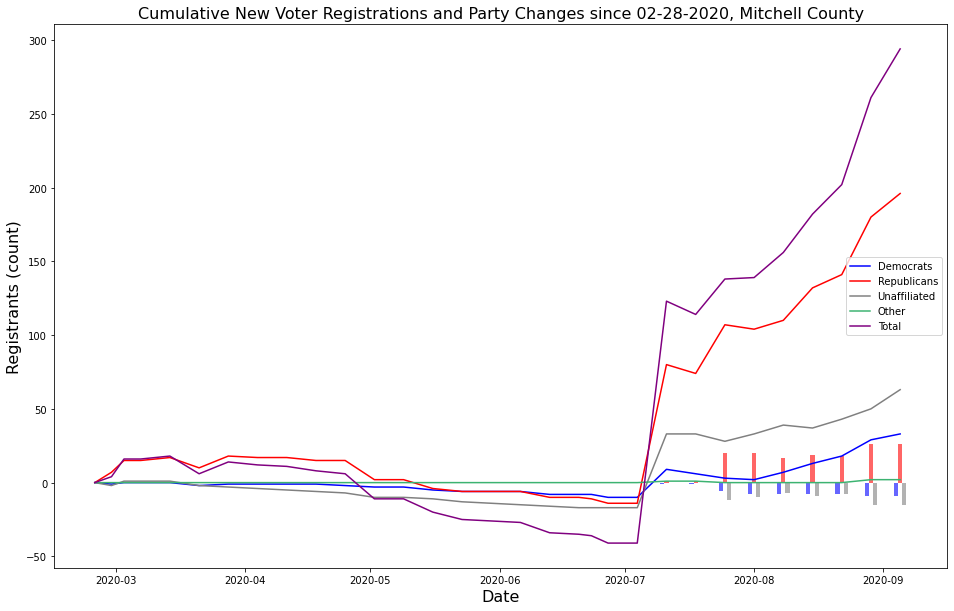 Cumulative New Voter Registrations and Party Changes since 02-28-2020, Mitchell County
Registrants (count)
300
250
200
150
100
50
0
−50
Democrats
Republicans
Unaffiliated
Other
Total
2020-03 2020-04 2020-05 2020-06 2020-07 2020-08 2020-09
Date